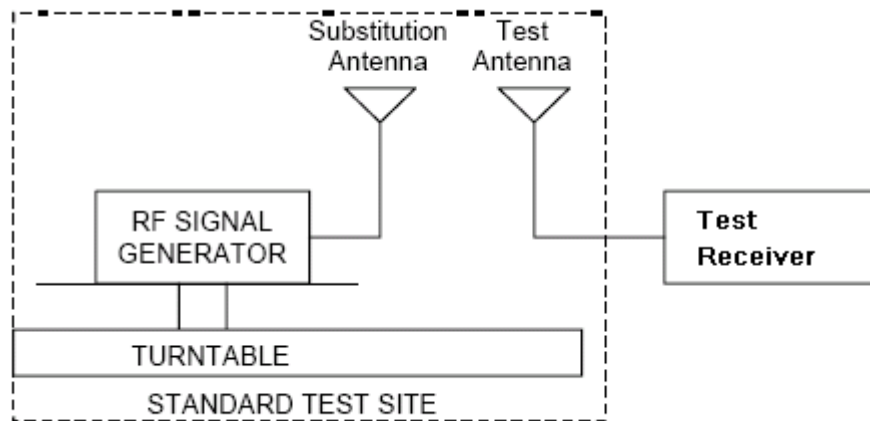 Substitution
Antenna
Test
Antenna
RF SIGNAL
GENERATOR
Test
Receiver
TURNTABLE
STANDARD TEST SITE